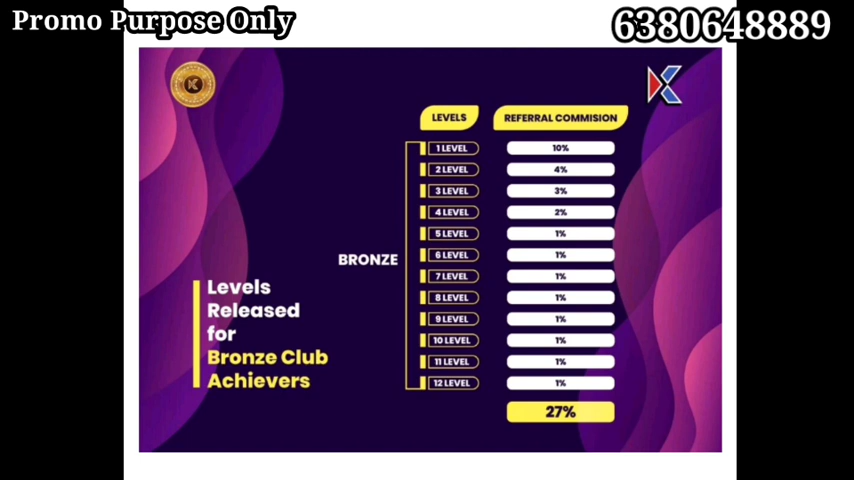 Promo Purpose Only
6380648889
LEVELS
REFERRAL COMMISION
1 LEVEL
10%
2 LEVEL
4%
3 LEVEL
3%
4 LEVEL
2%
5 LEVEL
1%
6 LEVEL
1%
7 LEVEL
1%
8 LEVEL
1%
9 LEVEL
1%
10 LEVEL
1%
11 LEVEL
1%
12 LEVEL
1%
27%
BRONZE
Levels
Released
for
Bronze Club
Achievers
K